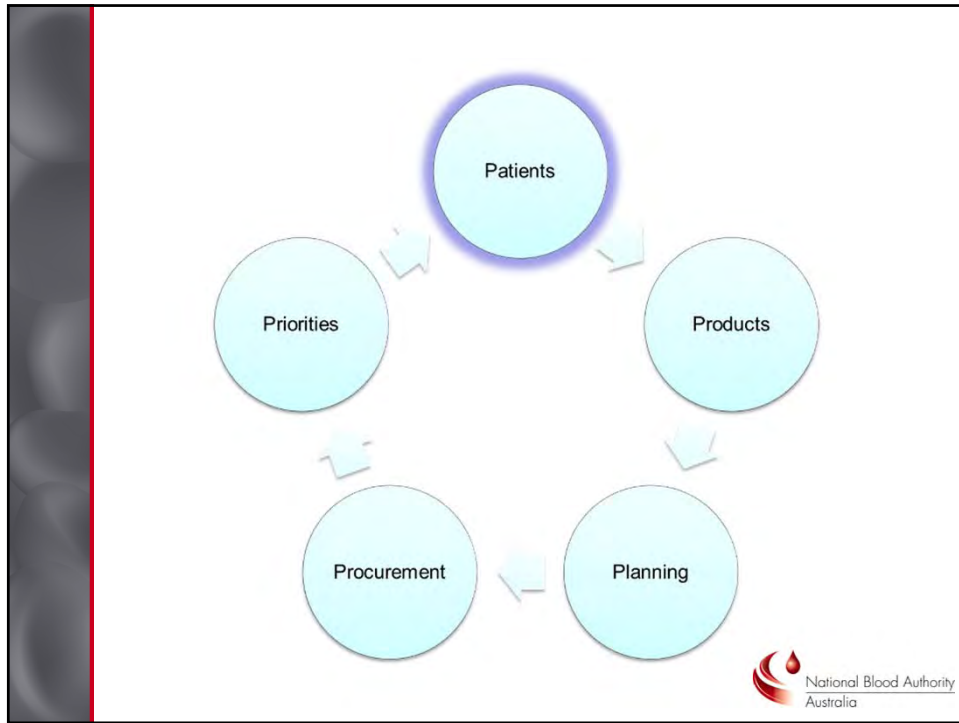 Patients
Priorities
Products
Procurement
Planning
National Blood Authority
Australia